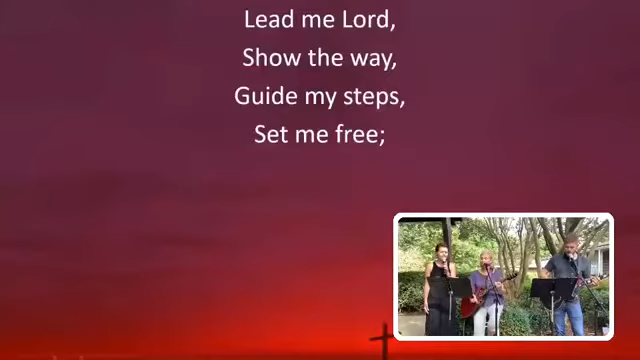 Lead me Lord,
Show the way,
Guide my steps,
Set me free;